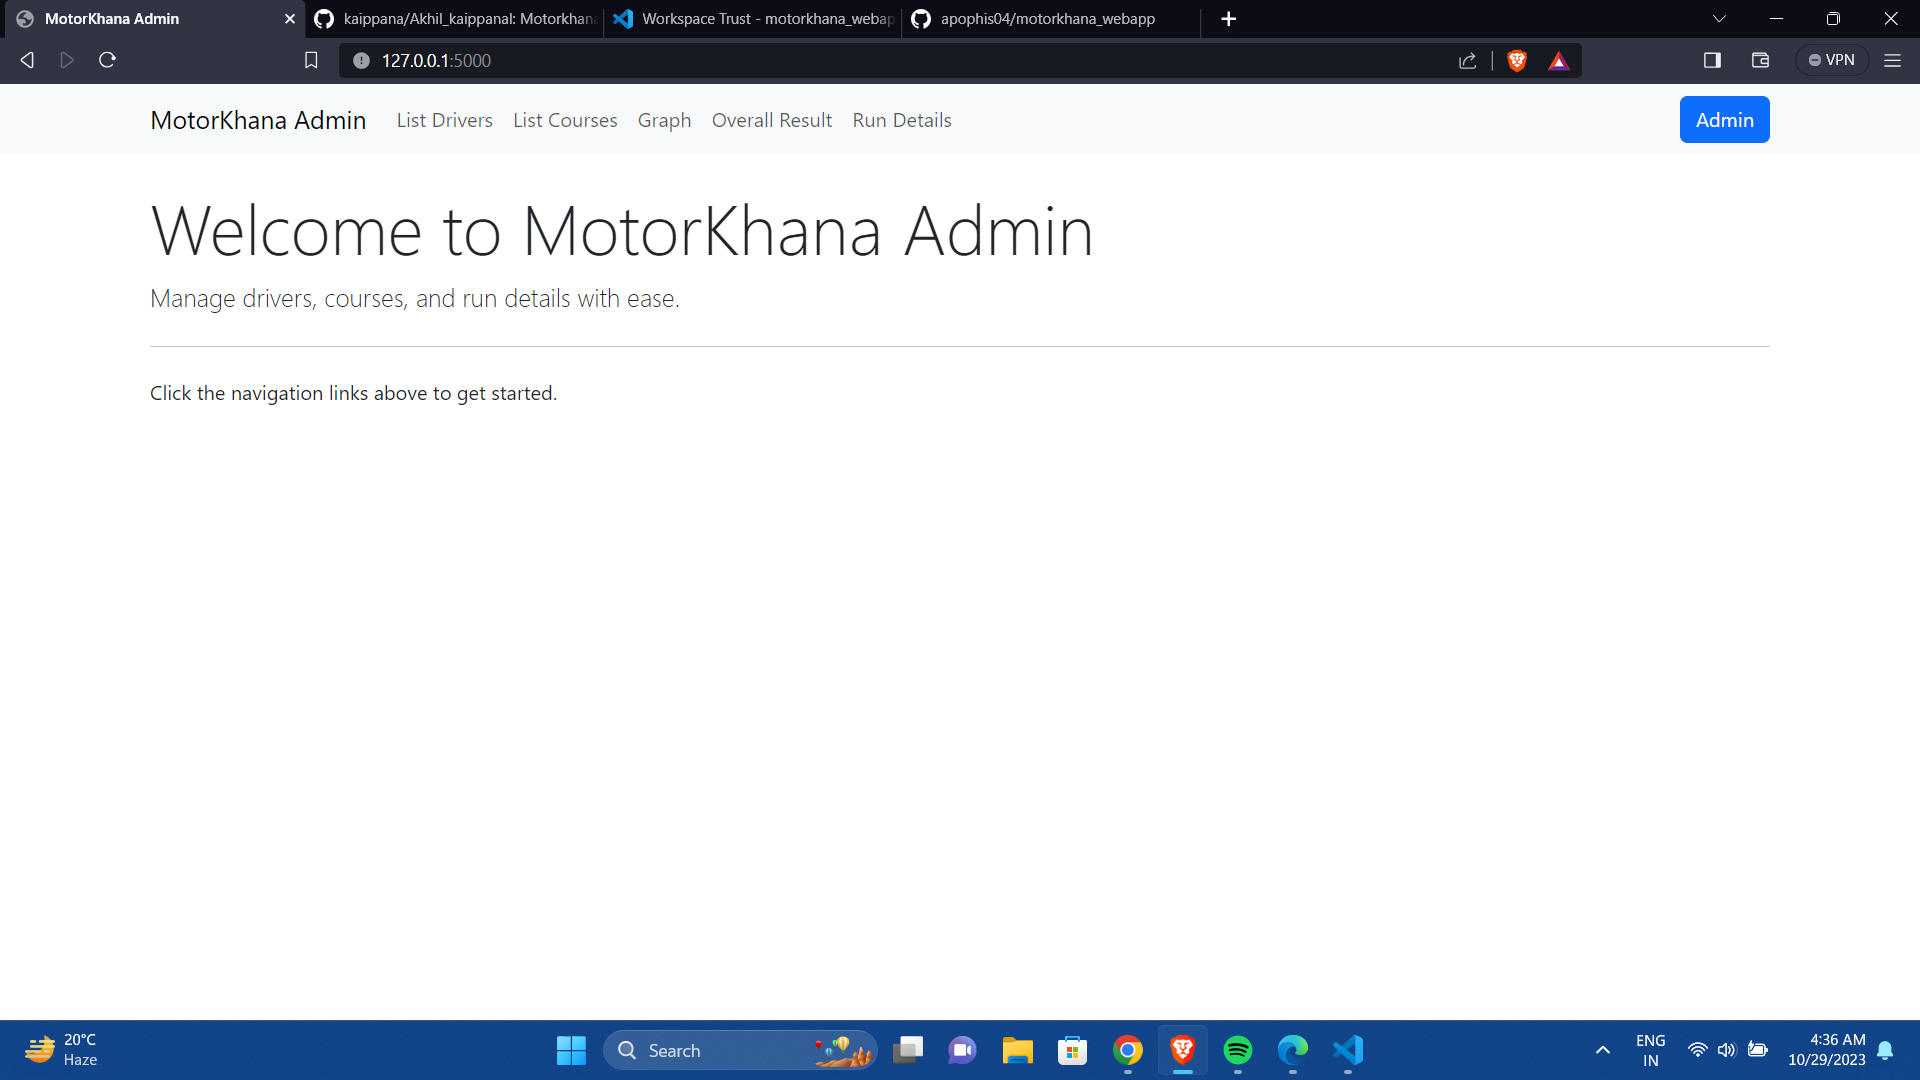 MotorKhana Admin
kaippana/Akhil_kaippanal: Motorkhan
Workspace Trust - motorkhana_webap
apophis04/motorkhana_webapp
127.0.0.1:5000
VPN
MotorKhana Admin
List Drivers
List Courses
Graph
Overall Result
Run Details
Admin
Welcome to MotorKhana Admin
Manage drivers, courses, and run details with ease.
Click the navigation links above to get started.
20°C
Haze
Search
ENG
IN
4:36 AM
10/29/2023